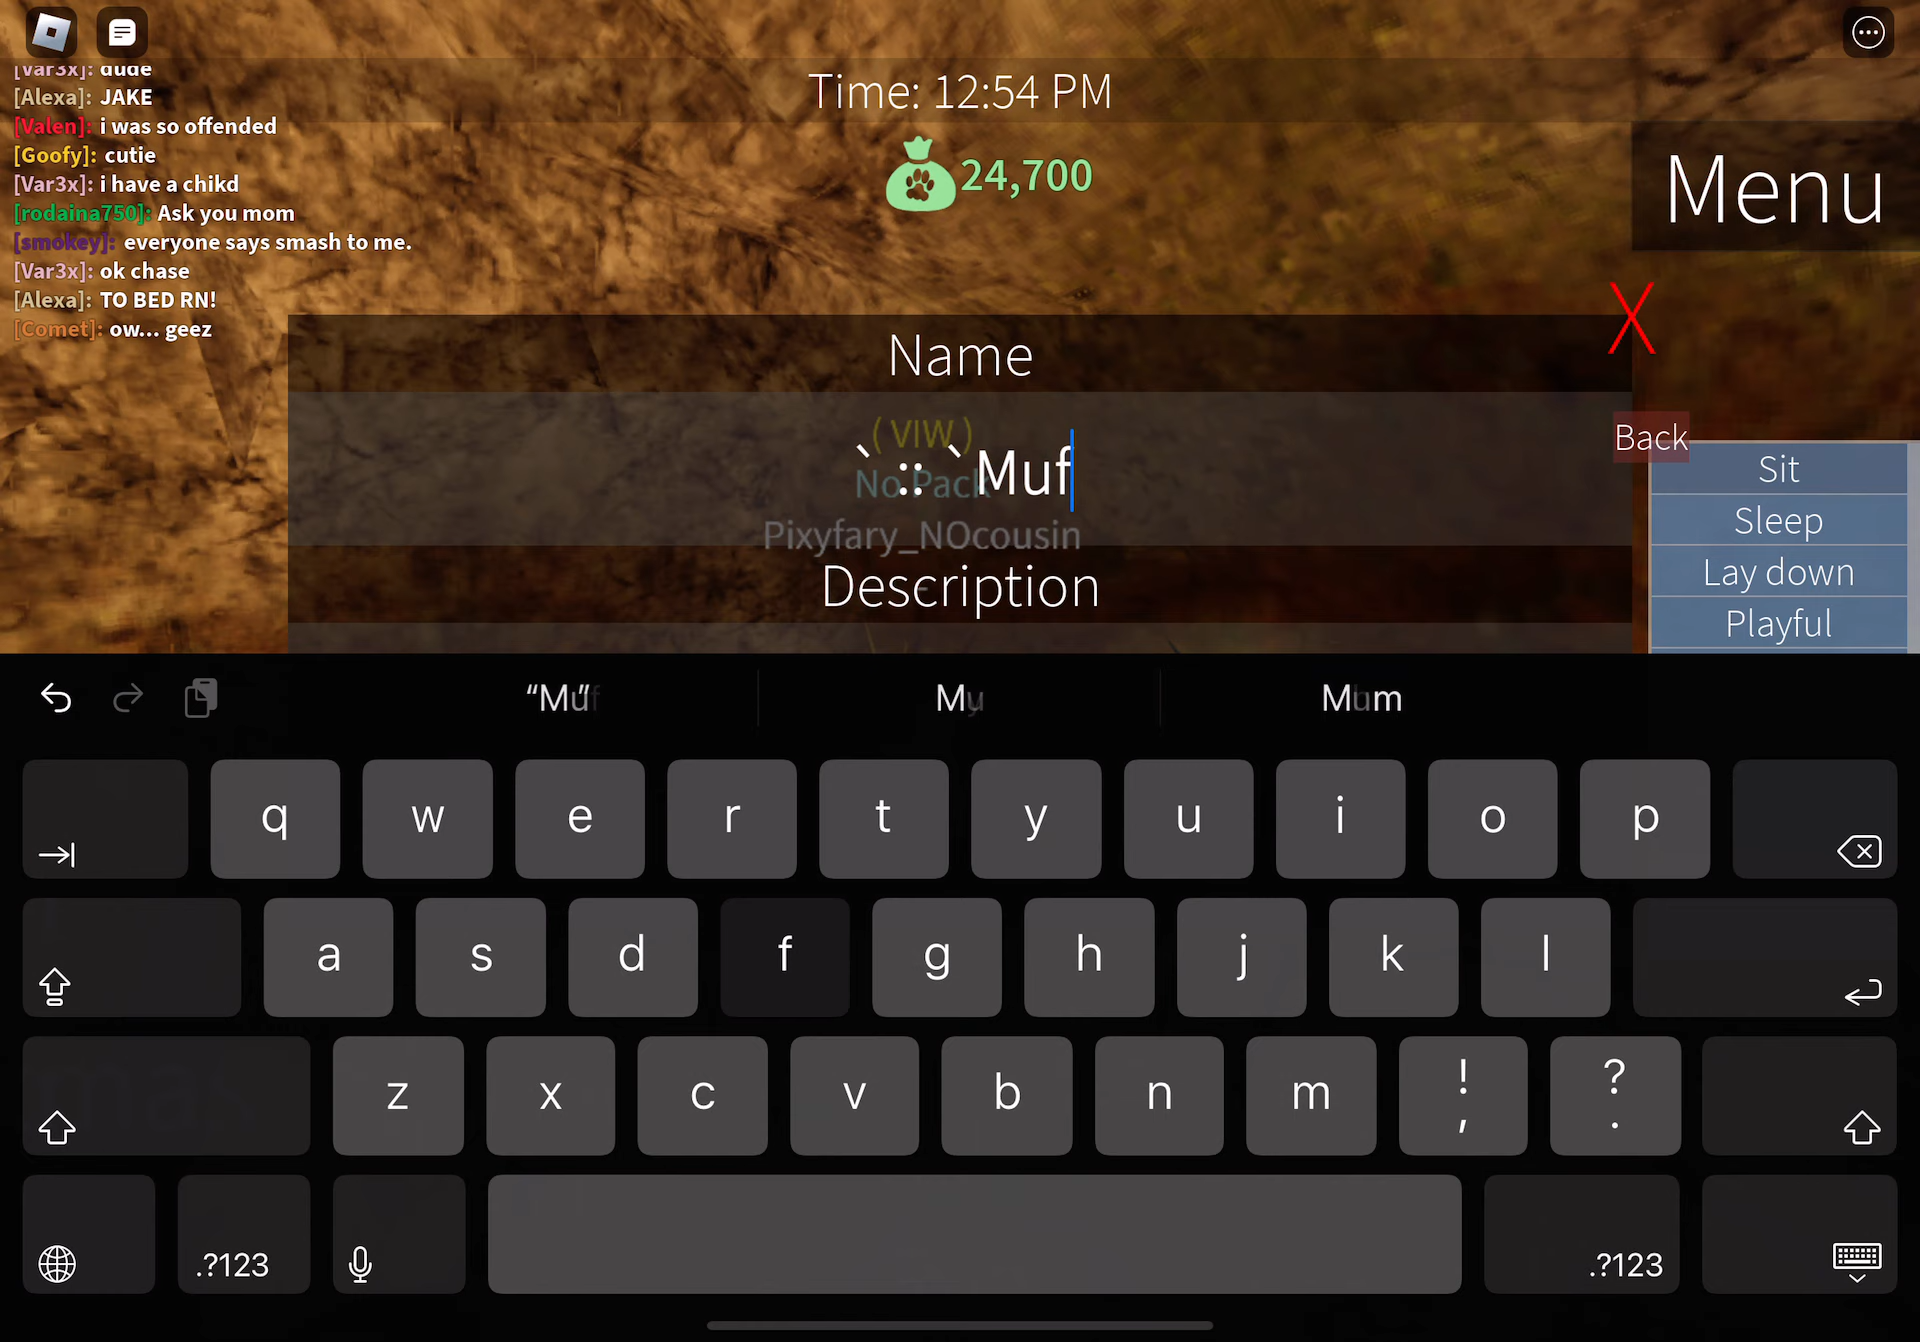 [Var3x]: dude
[Alexa]: JAKE
[Valen]: i was so offended
[Goofy]: cutie
[Var3x]: i have a chikd
[rodaina750]: Ask you mom
[smokey]: everyone says smash to me.
[Var3x]: ok chase
[Alexa]: TO BED RN!
[Comet]: ow... geez
Time: 12:54 PM
24,700
Menu
X
Name
(VIW)
` :: `Muf
No Pack
Pixyfary_NOcousin
Description
Back
Sit
Sleep
Lay down
Playful
“Muf” My Mum
q w e r t y u i o p
a s d f g h j k l
z x c v b n m ! , ? .
.?123 .?123